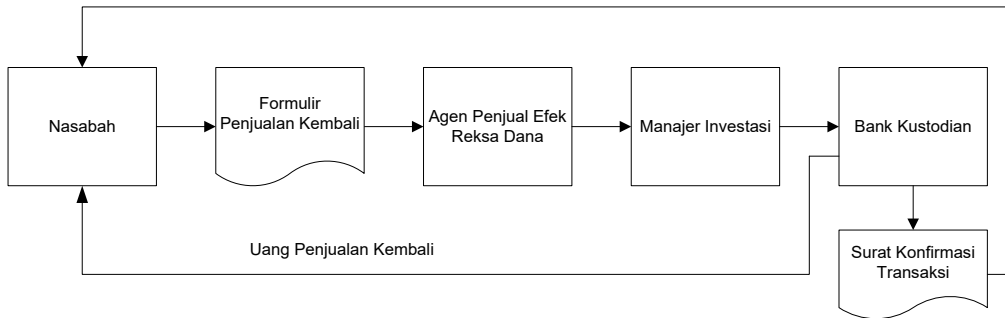 Nasabah
Formulir
Penjualan Kembali
Agen Penjual Efek
Reksa Dana
Manajer Investasi
Bank Kustodian
Uang Penjualan Kembali
Surat Konfirmasi
Transaksi